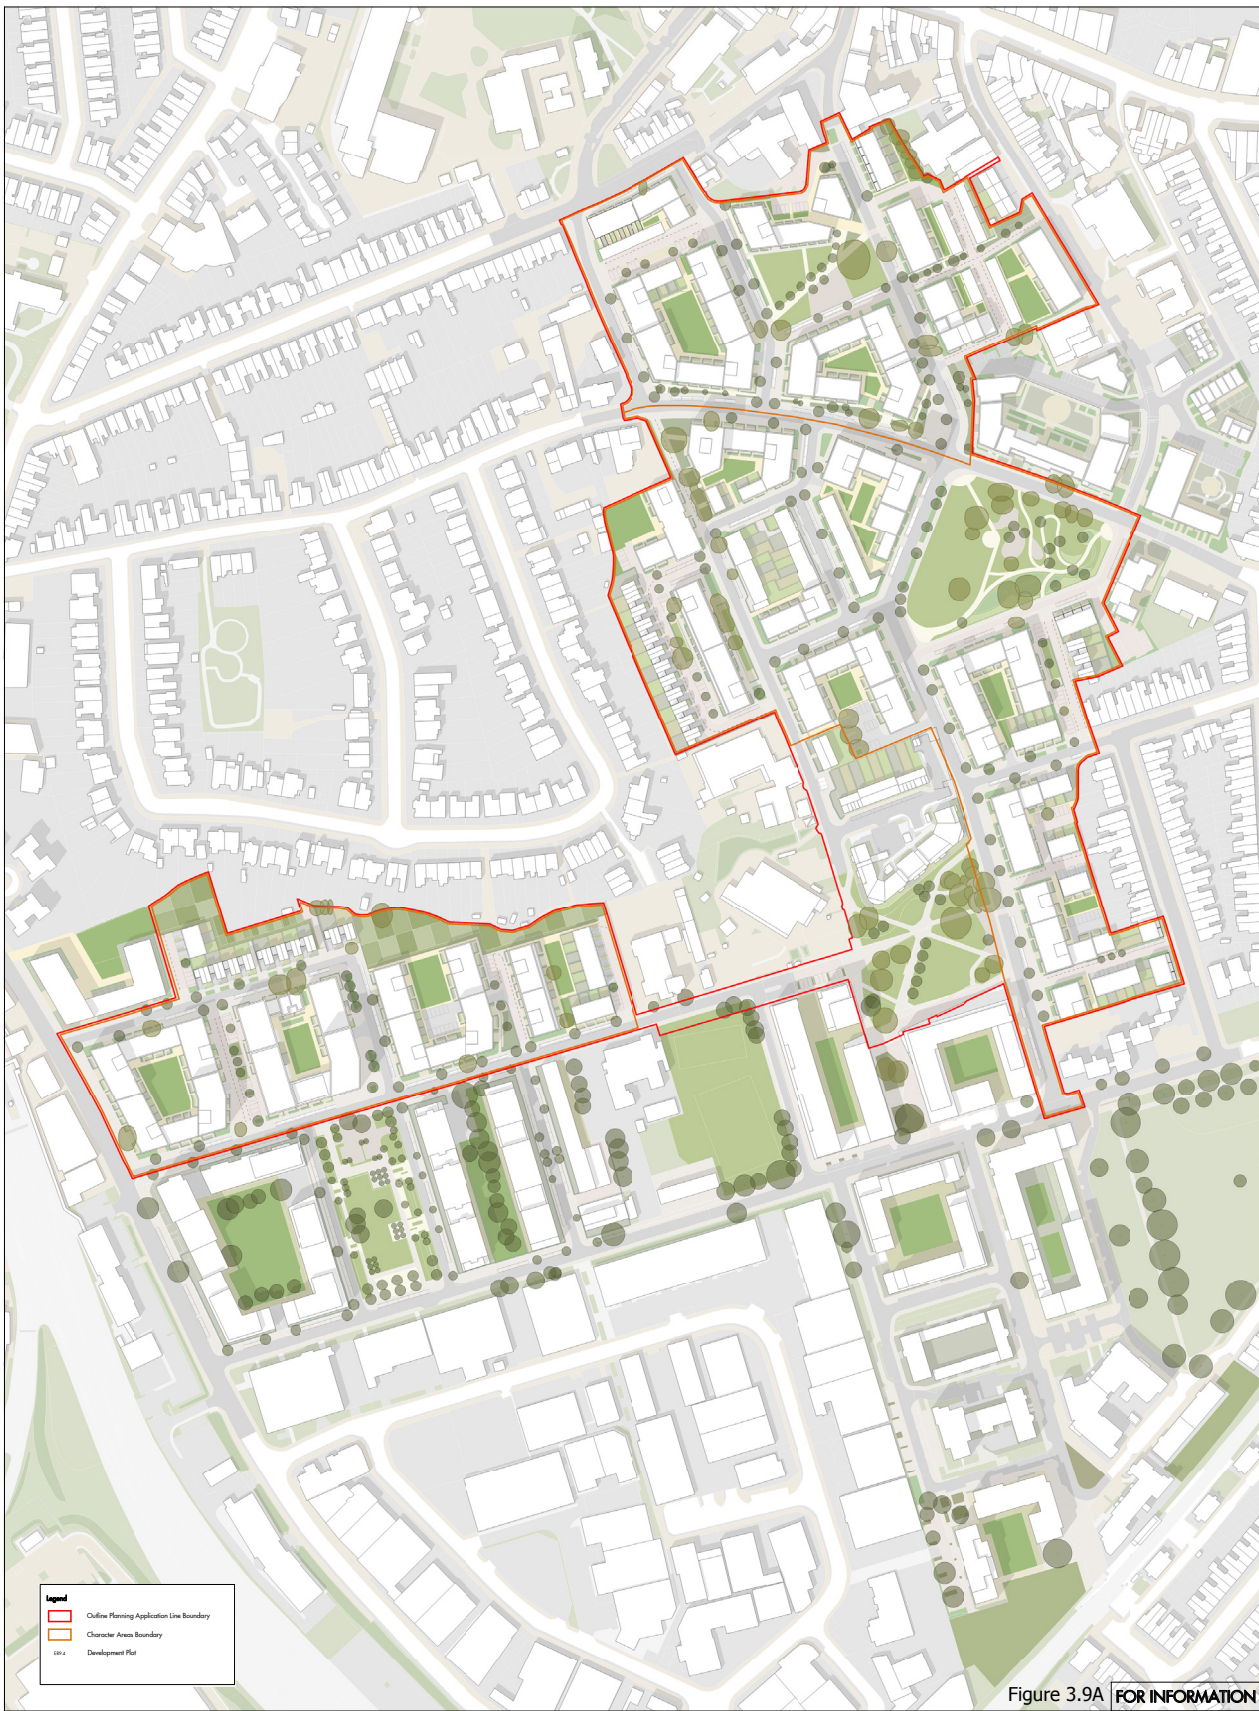 Legend
Outline Planning Application Line Boundary
Character Areas Boundary
Development Plot
Figure 3.9A FOR INFORMATION